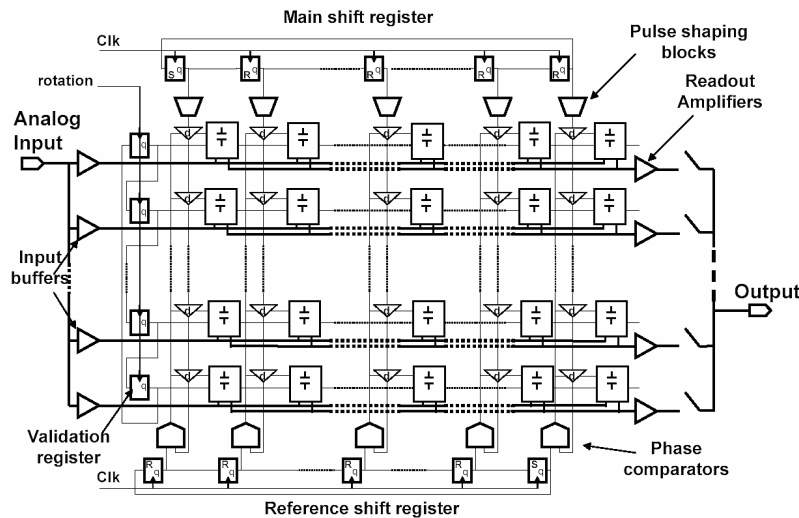 Main shift register
Clk
Pulse shaping
blocks
S q
R q
R q
R q
R q
rotation
Readout
Amplifiers
Analog
Input
q
d d d d d
q
d d d d d
Input
buffers
Output
q
d d d d d
q
d d d d d
Validation
register
Phase
comparators
R q
R q
R q
R q
S q
Clk
Reference shift register